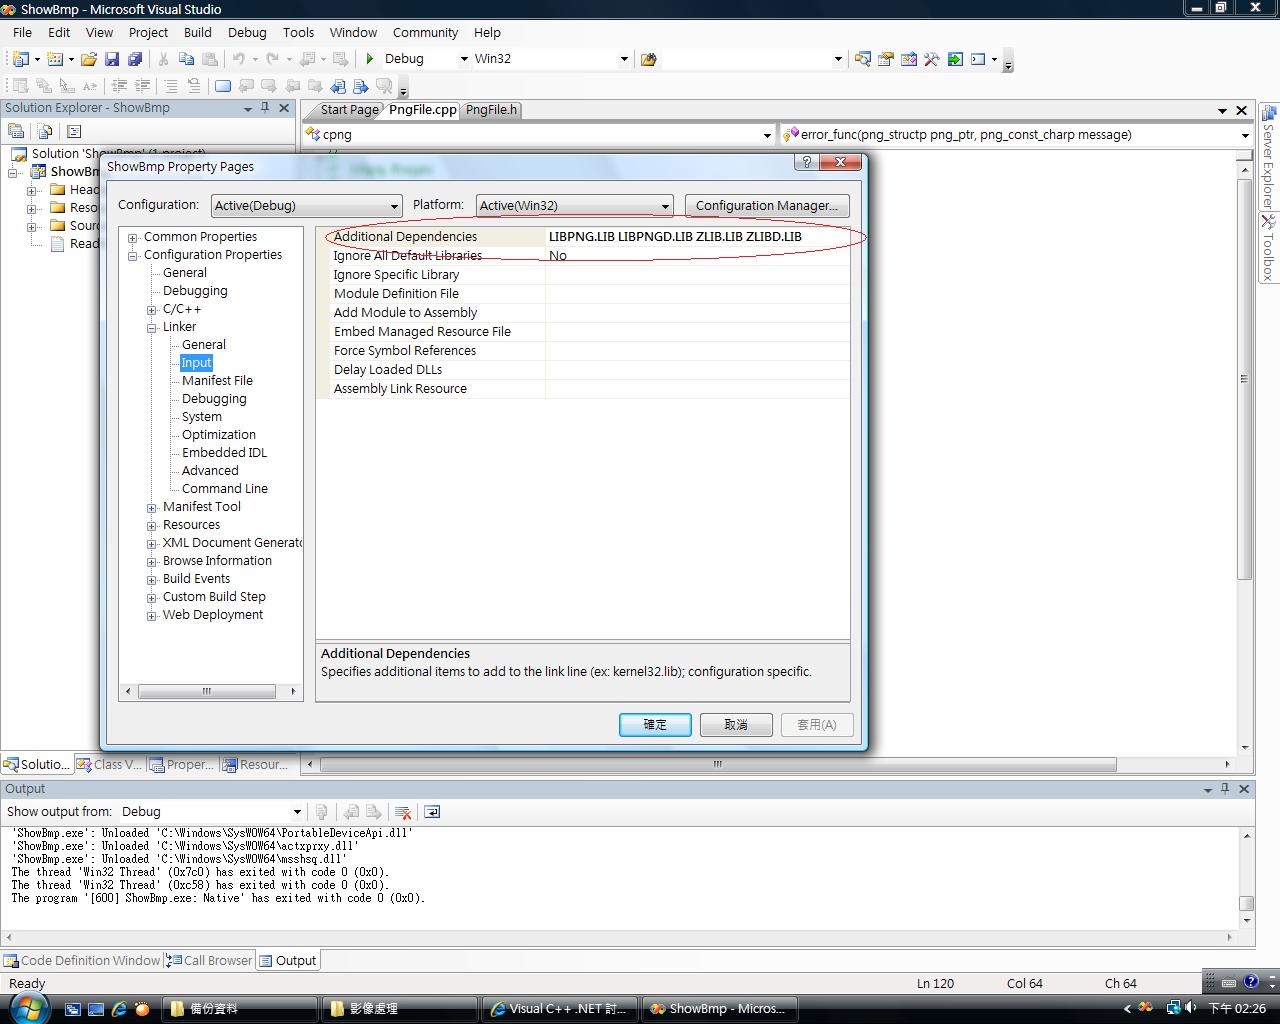 ShowBmp - Microsoft Visual Studio
File Edit View Project Build Debug Tools Window Community Help
Debug Win32
Solution Explorer - ShowBmp
Start Page PngFile.cpp PngFile.h
cpng error_func(png_structp png_ptr, png_const_charp message)
Solution 'ShowBmp' (1 project)
ShowBm
Head
Reso
Sourc
Read
ShowBmp Property Pages
Configuration: Active(Debug) Platform: Active(Win32) Configuration Manager...
Common Properties
Configuration Properties
General
Debugging
C/C++
Linker
General
Input
Manifest File
Debugging
System
Optimization
Embedded IDL
Advanced
Command Line
Manifest Tool
Resources
XML Document Generato
Browse Information
Build Events
Custom Build Step
Web Deployment
Additional Dependencies LIBPNG.LIB LIBPNGD.LIB ZLIB.LIB ZLIBD.LIB
Ignore All Default Libraries No
Ignore Specific Library
Module Definition File
Add Module to Assembly
Embed Managed Resource File
Force Symbol References
Delay Loaded DLLs
Assembly Link Resource
Additional Dependencies
Specifies additional items to add to the link line (ex: kernel32.lib); configuration specific.
確定 取消 套用(A)
Server Explorer
Toolbox
Solutio... Class V... Proper... Resour...
Output
Show output from: Debug
'ShowBmp.exe': Unloaded 'C:\Windows\SysWOW64\PortableDeviceApi.dll'
'ShowBmp.exe': Unloaded 'C:\Windows\SysWOW64\actxprxy.dll'
'ShowBmp.exe': Unloaded 'C:\Windows\SysWOW64\msshsq.dll'
The thread 'Win32 Thread' (0x7c0) has exited with code 0 (0x0).
The thread 'Win32 Thread' (0xc58) has exited with code 0 (0x0).
The program '[600] ShowBmp.exe: Native' has exited with code 0 (0x0).
Code Definition Window Call Browser Output
Ready Ln 120 Col 64 Ch 64
備份資料 影像處理 Visual C++ .NET 討... ShowBmp - Micros... 下午 02:26